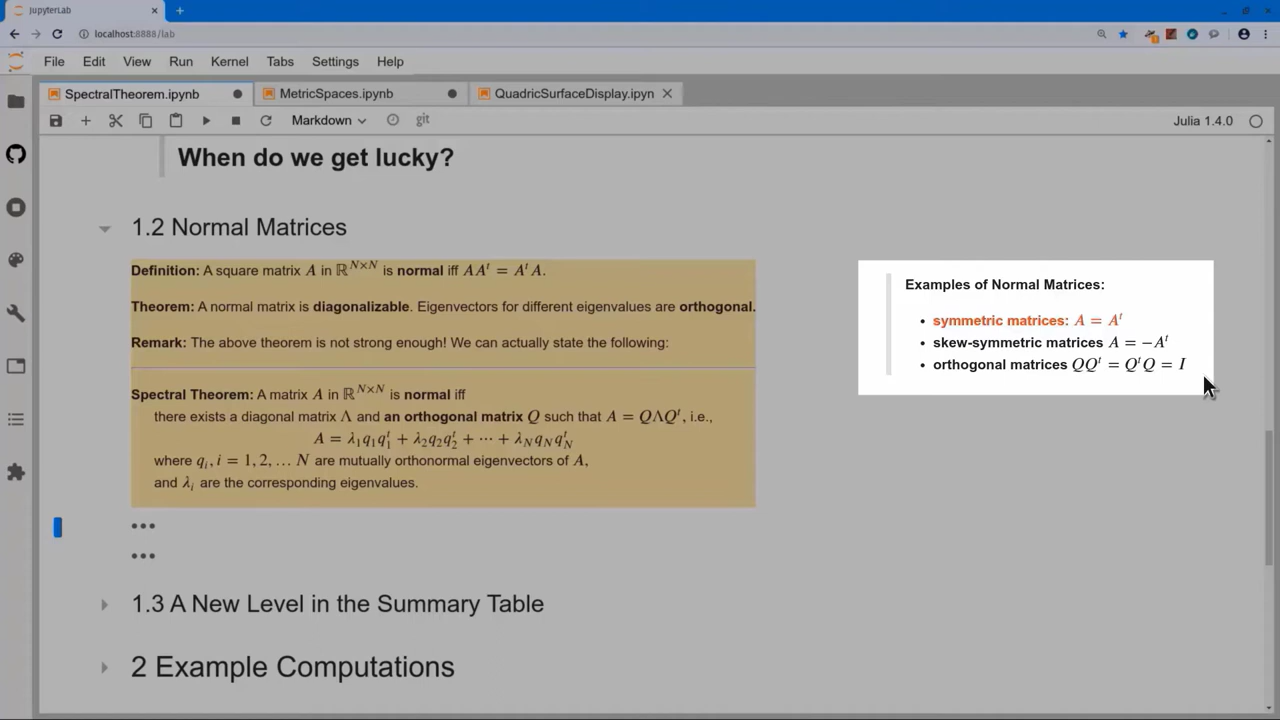 JupyterLab
localhost:8888/lab
File Edit View Run Kernel Tabs Settings Help
SpectralTheorem.ipynb MetricSpaces.ipynb QuadricSurfaceDisplay.ipyn
Markdown git Julia 1.4.0
When do we get lucky?
1.2 Normal Matrices
Definition: A square matrix A in ℝ^{N×N} is normal iff AA^t = A^tA.
Theorem: A normal matrix is diagonalizable. Eigenvectors for different eigenvalues are orthogonal.
Remark: The above theorem is not strong enough! We can actually state the following:
Spectral Theorem: A matrix A in ℝ^{N×N} is normal iff
there exists a diagonal matrix Λ and an orthogonal matrix Q such that A = QΛQ^t, i.e.,
A = λ_1q_1q_1^t + λ_2q_2q_2^t + ⋯ + λ_Nq_Nq_N^t
where q_i, i = 1, 2, … N are mutually orthonormal eigenvectors of A,
and λ_i are the corresponding eigenvalues.
Examples of Normal Matrices:
• symmetric matrices: A = A^t
• skew-symmetric matrices A = −A^t
• orthogonal matrices QQ^t = Q^tQ = I
1.3 A New Level in the Summary Table
2 Example Computations